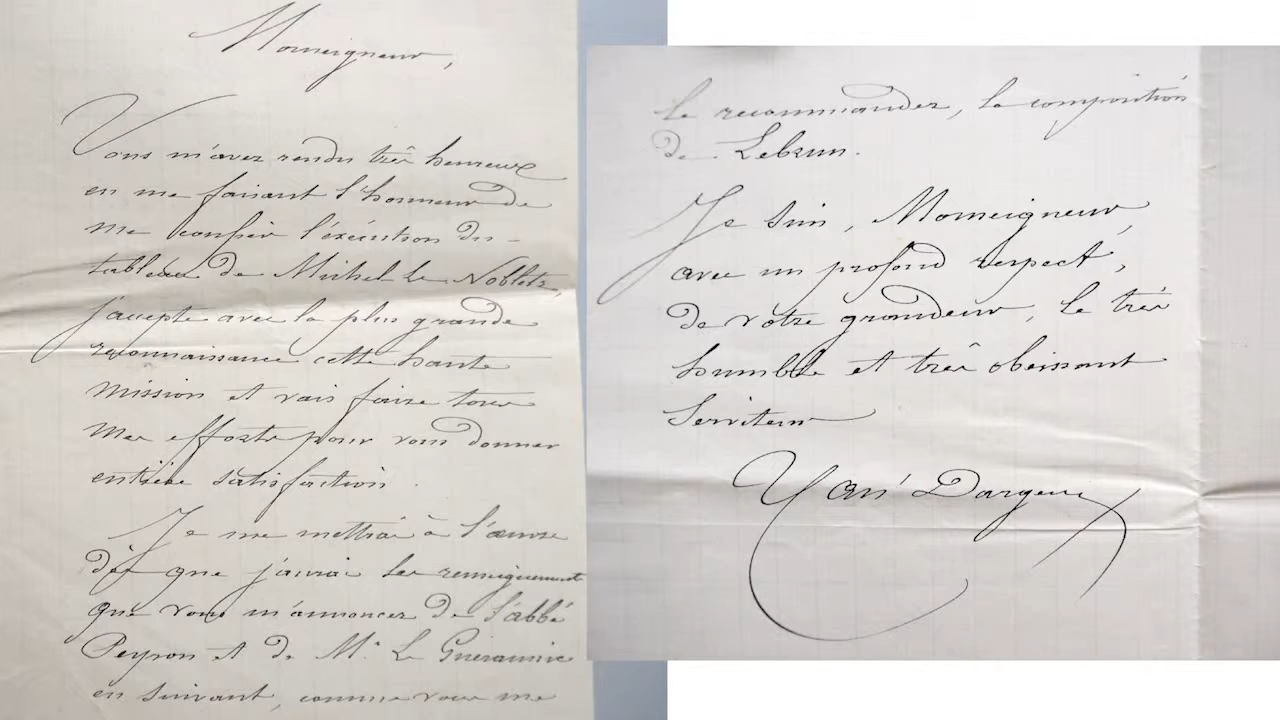 Monseigneur,
Vous m'avez rendu très heureux
en me faisant l'honneur de
me confier l'exécution du
tableau de Michel Le Nobletz,
j'accepte avec la plus grande
reconnaissance cette haute
mission et vais faire tous
mes efforts pour vous donner
entière satisfaction.
Je me mettrai à l'œuvre
dès que j'aurai les renseignements
que vous m'annoncez de l'abbé
Peyron et de Mr Le
en suivant, comme vous me
le recommandez, la composition
de Lebrun.
Je suis, Monseigneur,
avec un profond respect,
de votre grandeur, le très
humble et très obéissant
Serviteur
Yan' Dargent